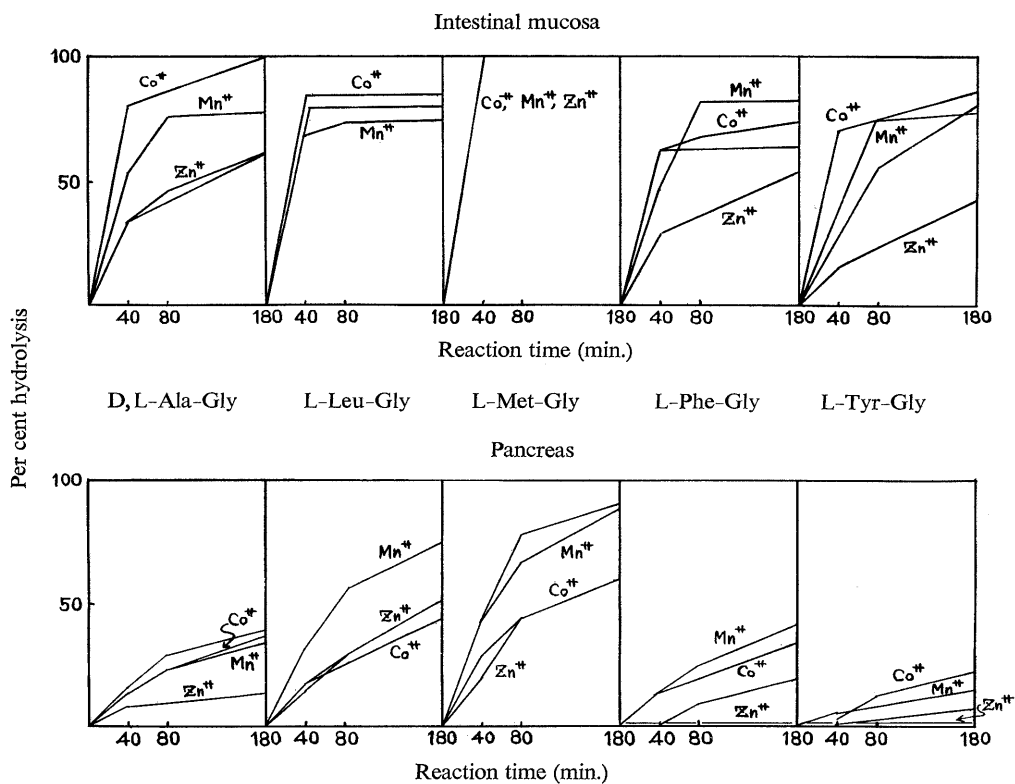 Intestinal mucosa
100
50
Co⧺
Mn⧺
Zn⧺
Co⧺
Mn⧺
Co⧺, Mn⧺, Zn⧺
Mn⧺
Co⧺
Zn⧺
Co⧺
Mn⧺
Zn⧺
40 80 180 40 80 180 40 80 180 40 80 180 40 80 180
Reaction time (min.)
Per cent hydrolysis
D, L-Ala-Gly L-Leu-Gly L-Met-Gly L-Phe-Gly L-Tyr-Gly
Pancreas
100
50
Co⧺
Mn⧺
Zn⧺
Mn⧺
Zn⧺
Co⧺
Mn⧺
Co⧺
Zn⧺
Mn⧺
Co⧺
Zn⧺
Co⧺
Mn⧺
Zn⧺
40 80 180 40 80 180 40 80 180 40 80 180 40 80 180
Reaction time (min.)